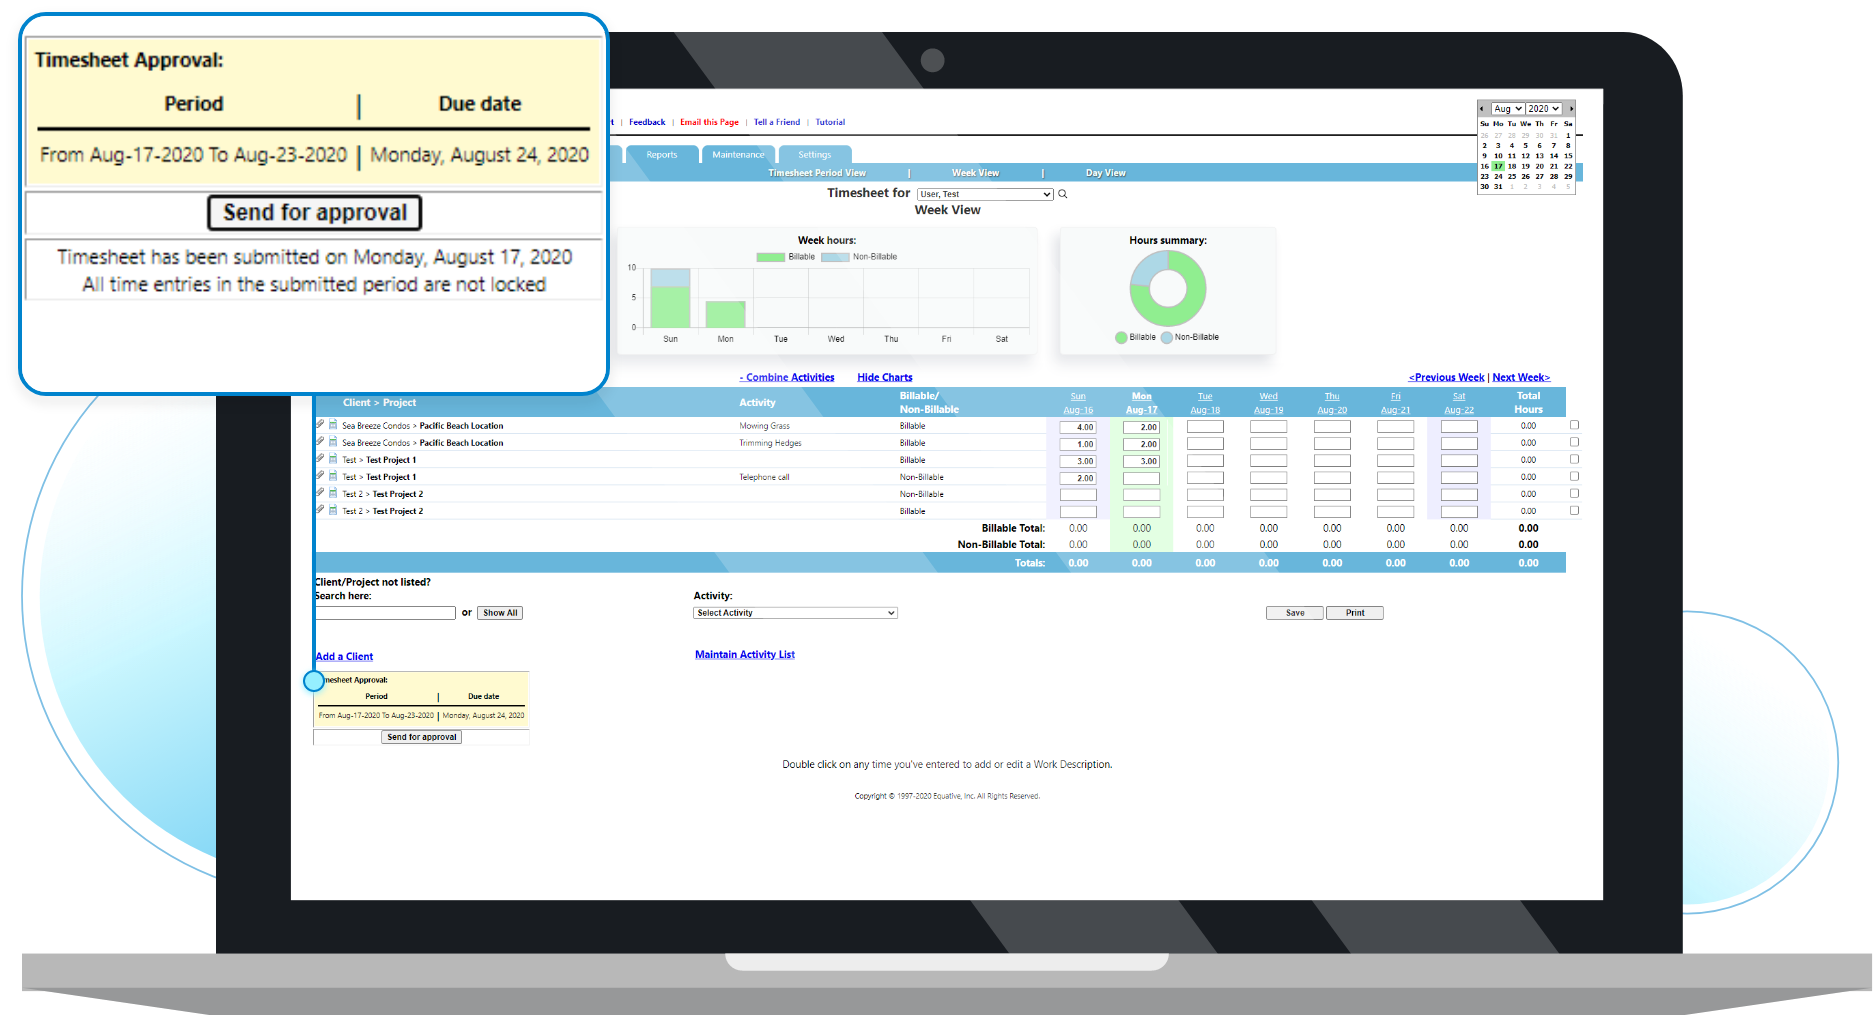 Timesheet Approval:
Period | Due date
From Aug-17-2020 To Aug-23-2020 | Monday, August 24, 2020
Send for approval
Timesheet has been submitted on Monday, August 17, 2020
All time entries in the submitted period are not locked
| Feedback | Email this Page | Tell a Friend | Tutorial
Aug 2020
Su Mo Tu We Th Fr Sa
26 27 28 29 30 31 1
2 3 4 5 6 7 8
9 10 11 12 13 14 15
16 17 18 19 20 21 22
23 24 25 26 27 28 29
30 31 1 2 3 4 5
Reports Maintenance Settings
Timesheet Period View | Week View | Day View
Timesheet for User, Test
Week View
Week hours:
Billable Non-Billable
10
5
0
Sun Mon Tue Wed Thu Fri Sat
Hours summary:
Billable Non-Billable
- Combine Activities Hide Charts <Previous Week | Next Week>
Client > Project Activity Billable/ Non-Billable Sun Aug-16 Mon Aug-17 Tue Aug-18 Wed Aug-19 Thu Aug-20 Fri Aug-21 Sat Aug-22 Total Hours
Sea Breeze Condos > Pacific Beach Location Mowing Grass Billable 4.00 2.00 0.00
Sea Breeze Condos > Pacific Beach Location Trimming Hedges Billable 1.00 2.00 0.00
Test > Test Project 1 Billable 3.00 3.00 0.00
Test > Test Project 1 Telephone call Non-Billable 2.00 0.00
Test 2 > Test Project 2 Non-Billable 0.00
Test 2 > Test Project 2 Billable 0.00
Billable Total: 0.00 0.00 0.00 0.00 0.00 0.00 0.00 0.00
Non-Billable Total: 0.00 0.00 0.00 0.00 0.00 0.00 0.00 0.00
Totals: 0.00 0.00 0.00 0.00 0.00 0.00 0.00 0.00
Client/Project not listed?
Search here: Activity:
or Show All Select Activity Save Print
Add a Client Maintain Activity List
mesheet Approval:
Period | Due date
From Aug-17-2020 To Aug-23-2020 | Monday, August 24, 2020
Send for approval
Double click on any time you've entered to add or edit a Work Description.
Copyright © 1997-2020 Equative, Inc. All Rights Reserved.